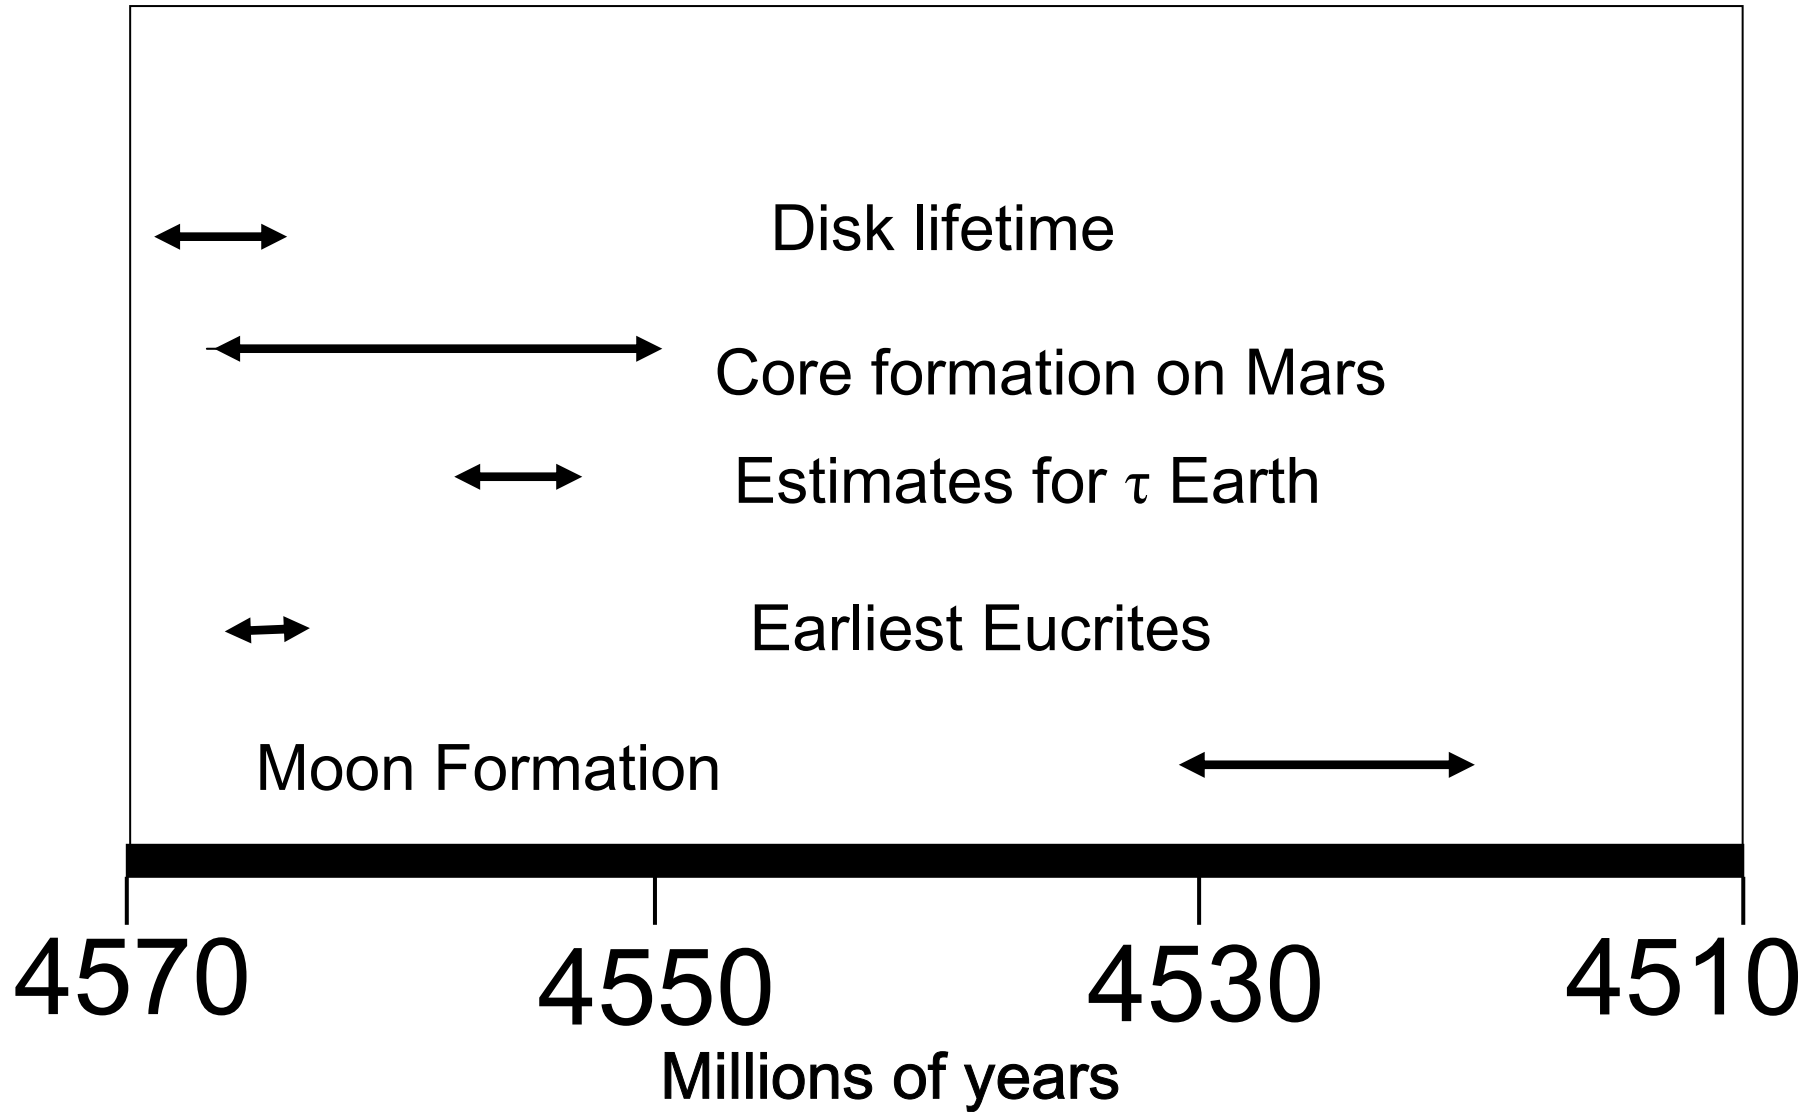 Disk lifetime
Core formation on Mars
Estimates for τ Earth
Earliest Eucrites
Moon Formation
4570 4550 4530 4510
Millions of years